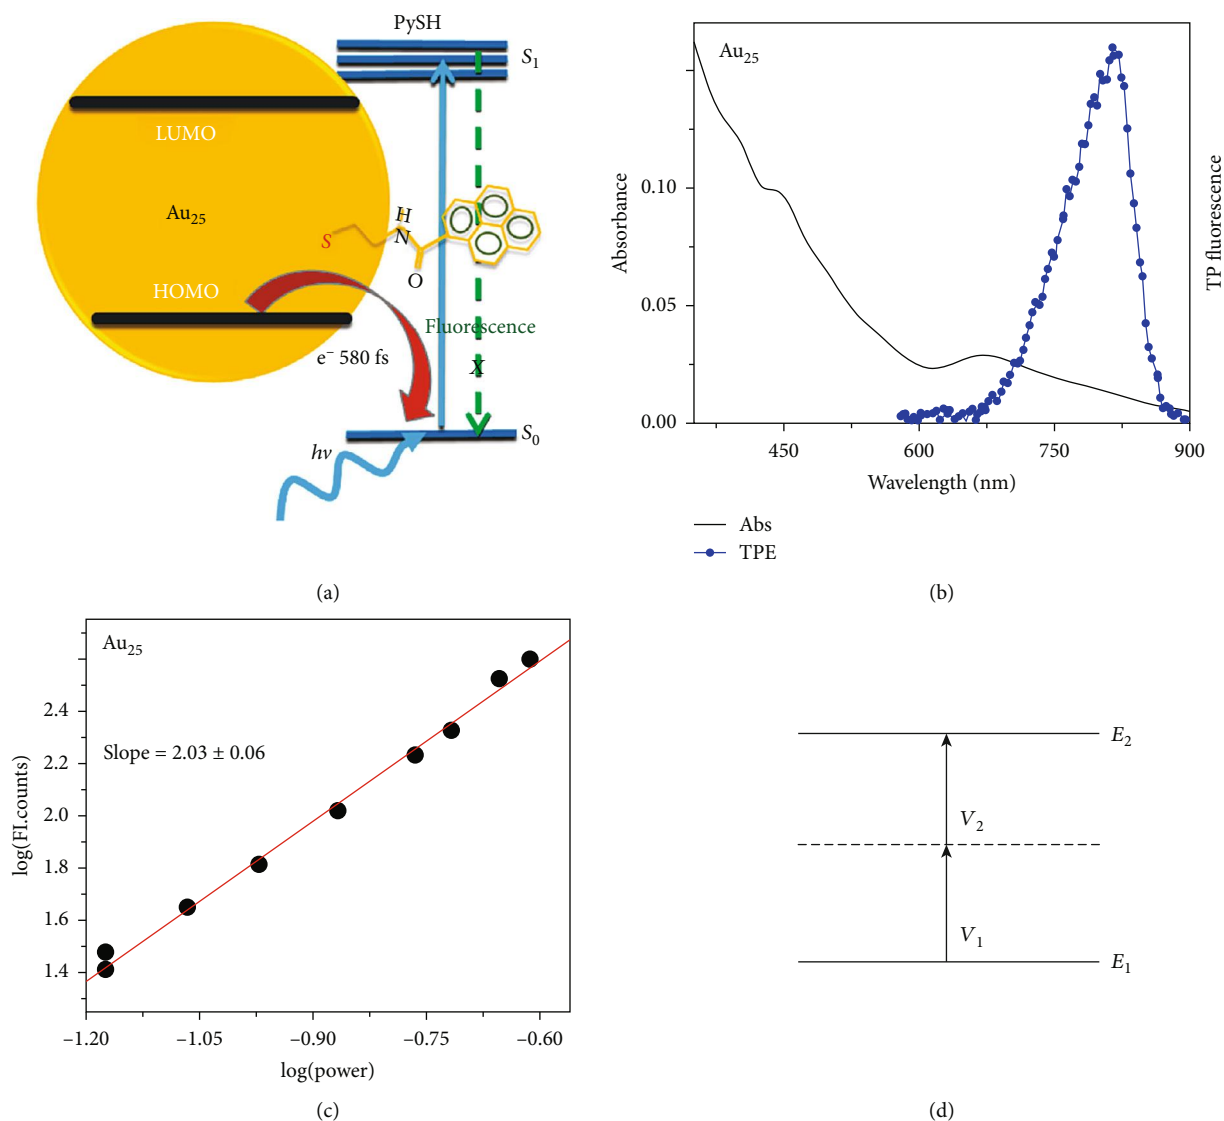 PySH
S₁
LUMO
Au₂₅
H
N
S
O
HOMO
Fluorescence
e⁻ 580 fs
X
S₀
hν
(a)
Au₂₅
Absorbance
0.10
0.05
0.00
450
600
750
900
Wavelength (nm)
TP fluorescence
Abs
TPE
(b)
Au₂₅
Slope = 2.03 ± 0.06
log(FI.counts)
2.4
2.2
2.0
1.8
1.6
1.4
–1.20
–1.05
–0.90
–0.75
–0.60
log(power)
(c)
E₂
V₂
V₁
E₁
(d)